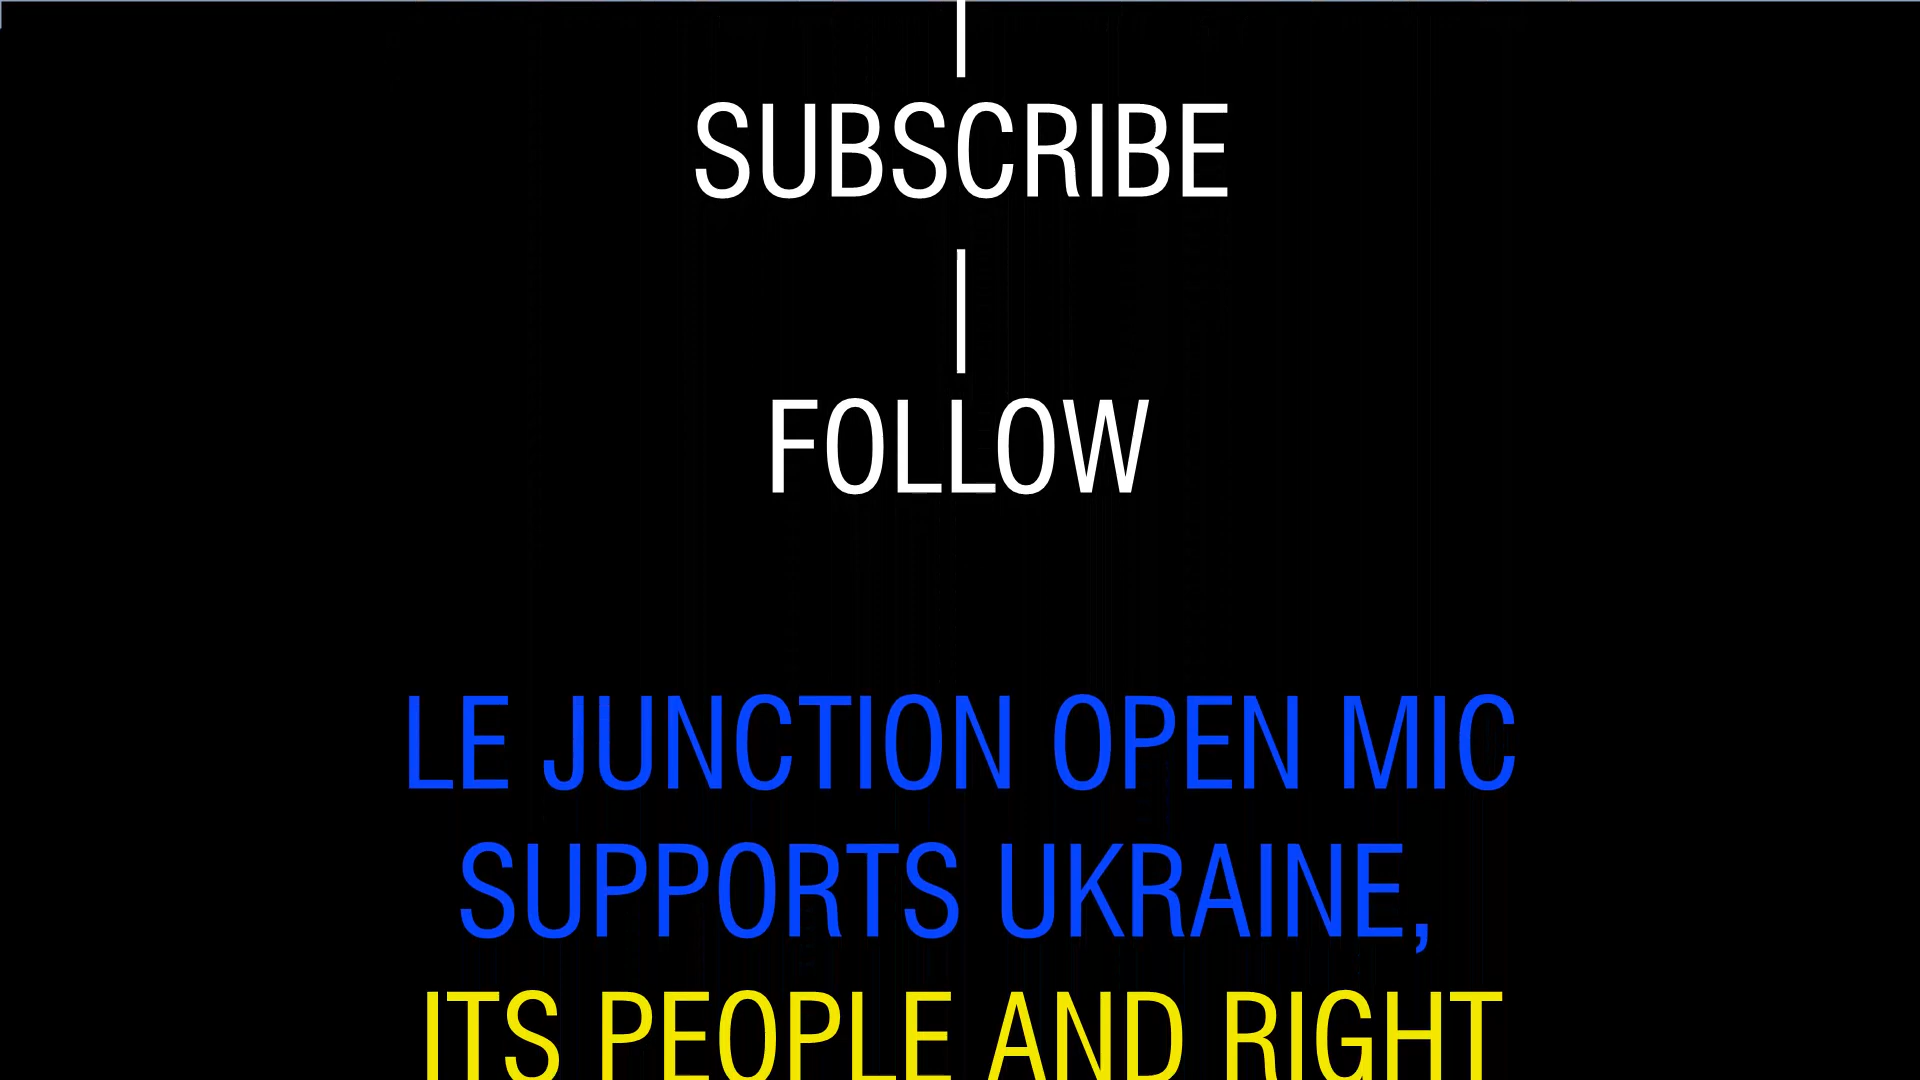 |
SUBSCRIBE
|
FOLLOW
LE JUNCTION OPEN MIC
SUPPORTS UKRAINE,
ITS PEOPLE AND RIGHT